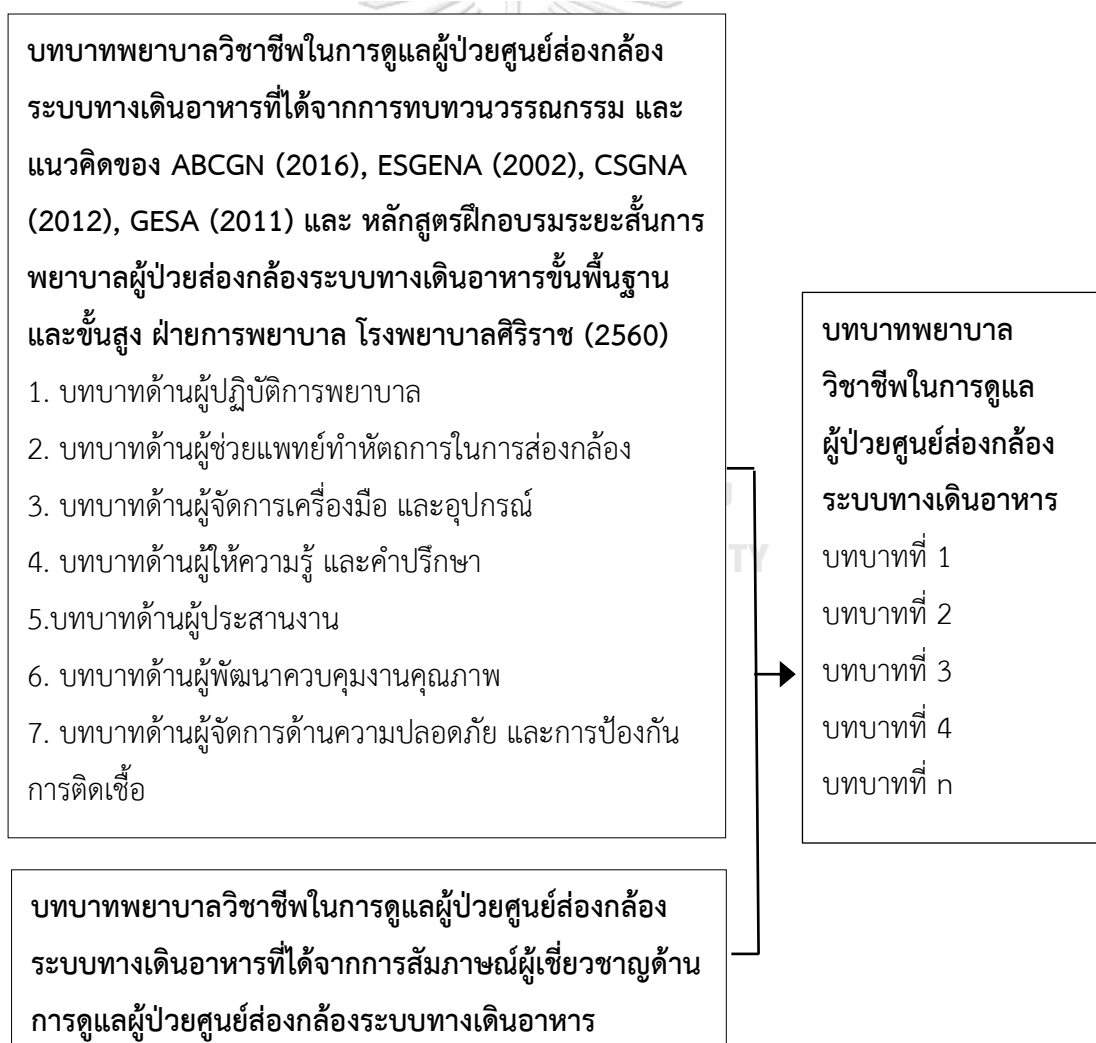 บทบาทพยาบาลวิชาชีพในการดูแลผู้ป่วยศูนย์ส่องกล้อง
ระบบทางเดินอาหารที่ได้จากการทบทวนวรรณกรรม และ
แนวคิดของ ABCGN (2016), ESGENA (2002), CSGNA
(2012), GESA (2011) และ หลักสูตรฝึกอบรมระยะสั้นการ
พยาบาลผู้ป่วยส่องกล้องระบบทางเดินอาหารขั้นพื้นฐาน
และขั้นสูง ฝ่ายการพยาบาล โรงพยาบาลศิริราช (2560)
1. บทบาทด้านผู้ปฏิบัติการพยาบาล
2. บทบาทด้านผู้ช่วยแพทย์ทำหัตถการในการส่องกล้อง
3. บทบาทด้านผู้จัดการเครื่องมือ และอุปกรณ์
4. บทบาทด้านผู้ให้ความรู้ และคำปรึกษา
5.บทบาทด้านผู้ประสานงาน
6. บทบาทด้านผู้พัฒนาควบคุมงานคุณภาพ
7. บทบาทด้านผู้จัดการด้านความปลอดภัย และการป้องกัน
การติดเชื้อ
บทบาทพยาบาลวิชาชีพในการดูแลผู้ป่วยศูนย์ส่องกล้อง
ระบบทางเดินอาหารที่ได้จากการสัมภาษณ์ผู้เชี่ยวชาญด้าน
การดูแลผู้ป่วยศูนย์ส่องกล้องระบบทางเดินอาหาร
บทบาทพยาบาล
วิชาชีพในการดูแล
ผู้ป่วยศูนย์ส่องกล้อง
ระบบทางเดินอาหาร
บทบาทที่ 1
บทบาทที่ 2
บทบาทที่ 3
บทบาทที่ 4
บทบาทที่ n